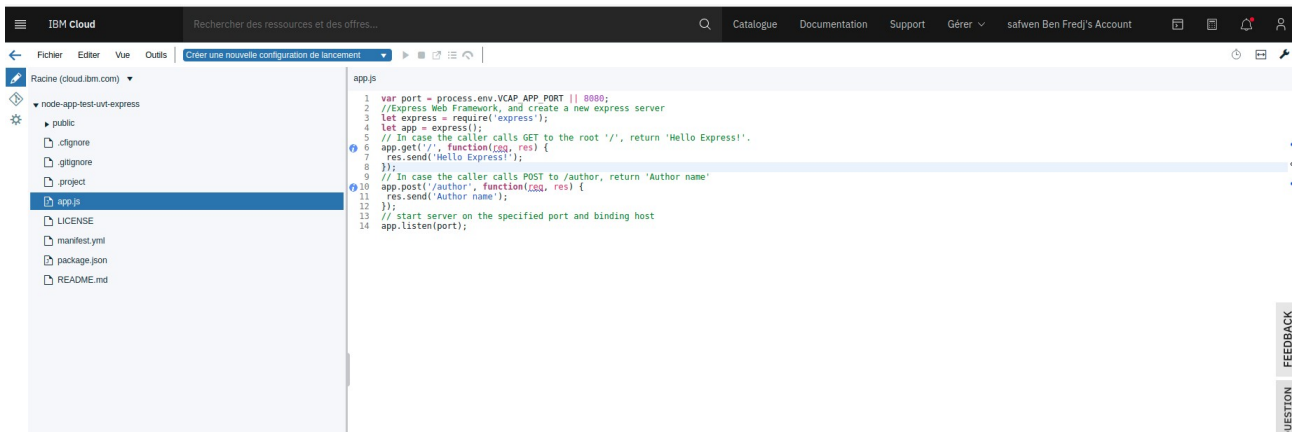 IBM Cloud
Rechercher des ressources et des offres...
Catalogue
Documentation
Support
Gérer
safwen Ben Fredj's Account
Fichier
Editer
Vue
Outils
Créer une nouvelle configuration de lancement
Racine (cloud.ibm.com)
node-app-test-uvt-express
public
.cfignore
.gitignore
.project
app.js
LICENSE
manifest.yml
package.json
README.md
app.js
1 var port = process.env.VCAP_APP_PORT || 8080;
2 //Express Web Framework, and create a new express server
3 let express = require('express');
4 let app = express();
5 // In case the caller calls GET to the root '/', return 'Hello Express!'.
6 app.get('/', function(req, res) {
7 res.send('Hello Express!');
8 });
9 // In case the caller calls POST to /author, return 'Author name'
10 app.post('/author', function(req, res) {
11 res.send('Author name');
12 });
13 // start server on the specified port and binding host
14 app.listen(port);
FEEDBACK